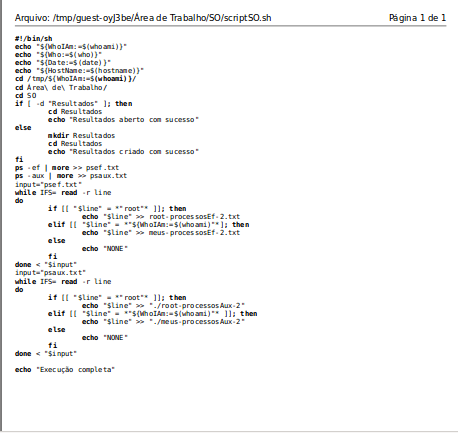 Arquivo: /tmp/guest-oyJ3be/Área de Trabalho/SO/scriptSO.sh Página 1 de 1
#!/bin/sh
echo "${WhoIAm:=$(whoami)}"
echo "${Who:=$(who)}"
echo "${Date:=$(date)}"
echo "${HostName:=$(hostname)}"
cd /tmp/${WhoIAm:=$(whoami)}/
cd Área\ de\ Trabalho/
cd SO
if [ -d "Resultados" ]; then
cd Resultados
echo "Resultados aberto com sucesso"
else
mkdir Resultados
cd Resultados
echo "Resultados criado com sucesso"
fi
ps -ef | more >> psef.txt
ps -aux | more >> psaux.txt
input="psef.txt"
while IFS= read -r line
do
if [[ "$line" = *"root"* ]]; then
echo "$line" >> root-processosEf-2.txt
elif [[ "$line" = *"${WhoIAm:=$(whoami)"*]; then
echo "$line" >> meus-processosEf-2.txt
else
echo "NONE"
fi
done < "$input"
input="psaux.txt"
while IFS= read -r line
do
if [[ "$line" = *"root"* ]]; then
echo "$line" >> "./root-processosAux-2"
elif [[ "$line" = *"${WhoIAm:=$(whoami)"* ]]; then
echo "$line" >> "./meus-processosAux-2"
else
echo "NONE"
fi
done < "$input"
echo "Execução completa"